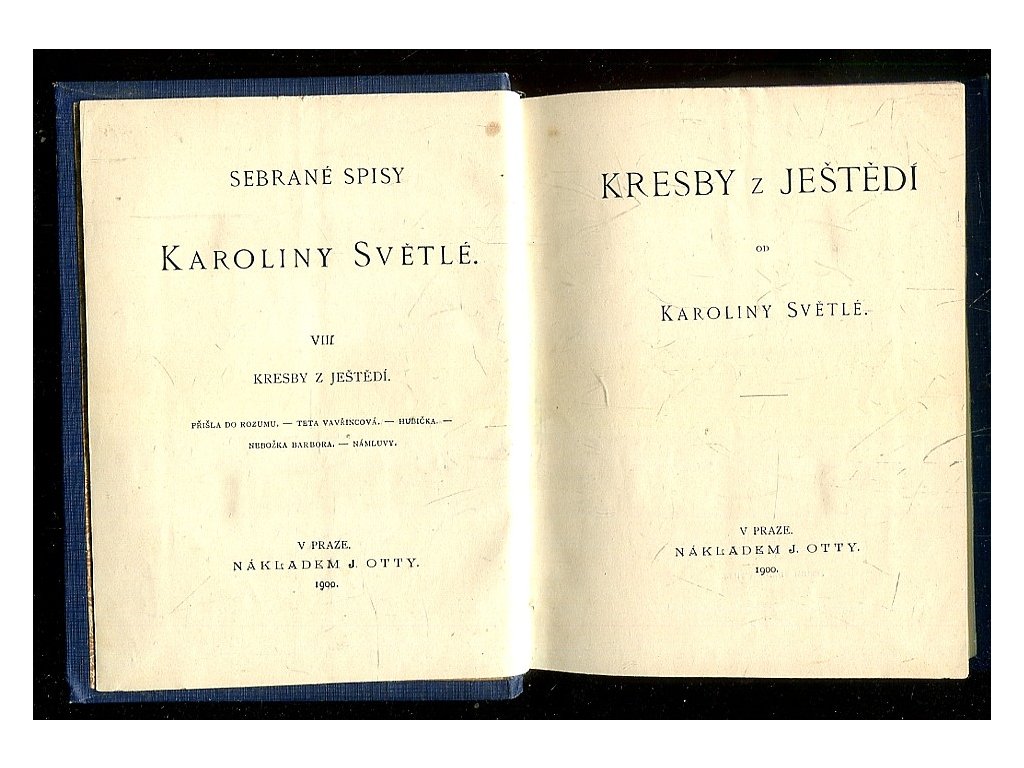 SEBRANÉ SPISY
KAROLINY SVĚTLÉ.
VIII
KRESBY Z JEŠTĚDÍ.
PŘIŠLA DO ROZUMU. — TETA VAVŘINCOVÁ. — HUBIČKA. —
NEBOŽKA BARBORA. — NÁMLUVY.
V PRAZE.
NÁKLADEM J. OTTY.
1900.
KRESBY Z JEŠTĚDÍ
OD
KAROLINY SVĚTLÉ.
V PRAZE.
NÁKLADEM J. OTTY.
1900.